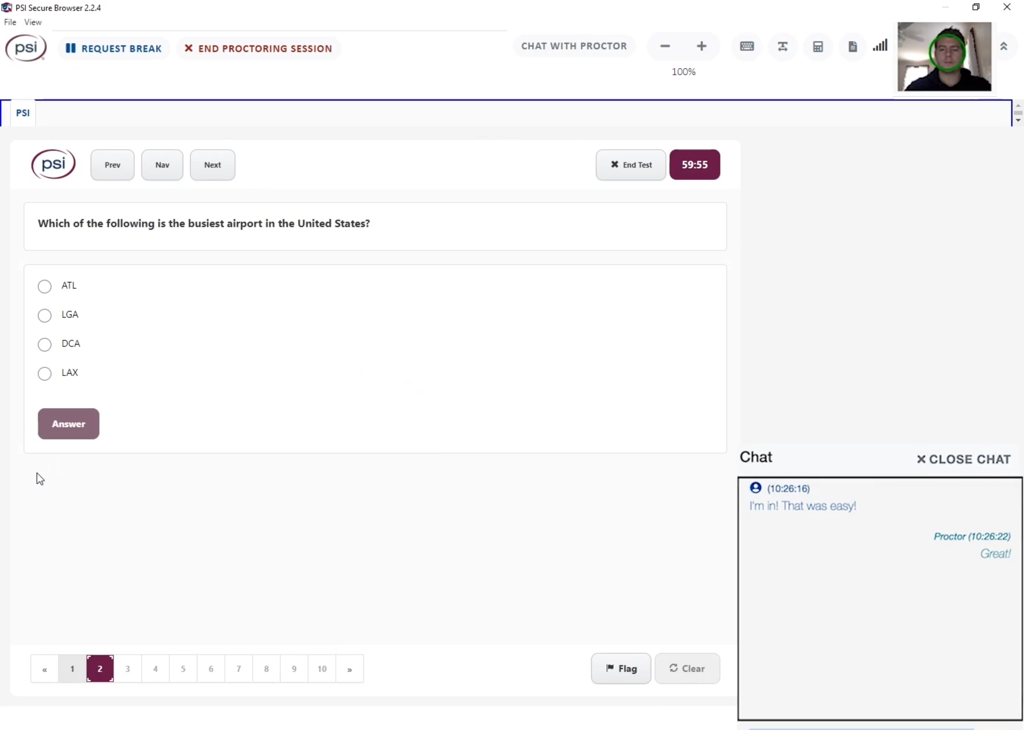 PSI Secure Browser 2.2.4
File View
psi
REQUEST BREAK
END PROCTORING SESSION
CHAT WITH PROCTOR
100%
PSI
psi
Prev
Nav
Next
End Test
59:55
Which of the following is the busiest airport in the United States?
ATL
LGA
DCA
LAX
Answer
Chat
CLOSE CHAT
(10:26:16)
I'm in! That was easy!
Proctor (10:26:22)
Great!
« 1 2 3 4 5 6 7 8 9 10 »
Flag
Clear